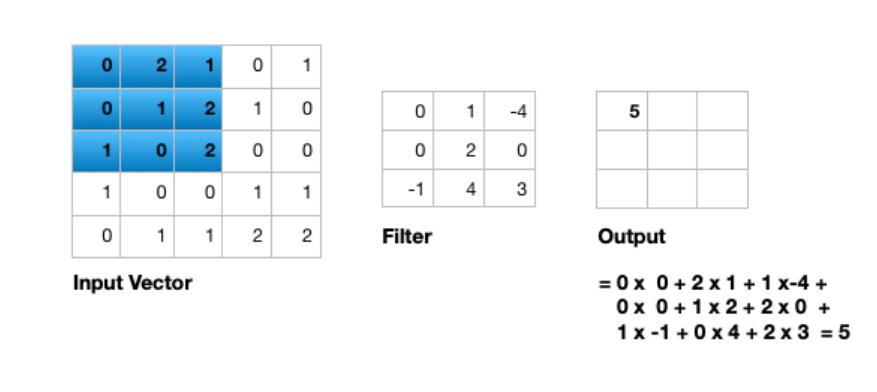 0 2 1 0 1
0 1 2 1 0
1 0 2 0 0
1 0 0 1 1
0 1 1 2 2
Input Vector
0 1 -4
0 2 0
-1 4 3
Filter
5
Output
= 0 x 0 + 2 x 1 + 1 x-4 +
0 x 0 + 1 x 2 + 2 x 0 +
1 x -1 + 0 x 4 + 2 x 3 = 5